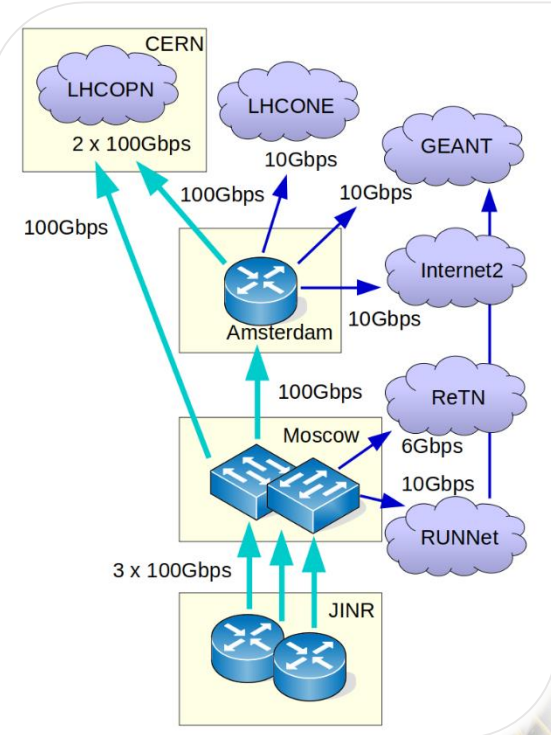 CERN
LHCOPN
LHCONE
2 x 100Gbps
10Gbps
GEANT
100Gbps
10Gbps
100Gbps
Internet2
10Gbps
Amsterdam
100Gbps
ReTN
Moscow
6Gbps
10Gbps
RUNNet
3 x 100Gbps
JINR